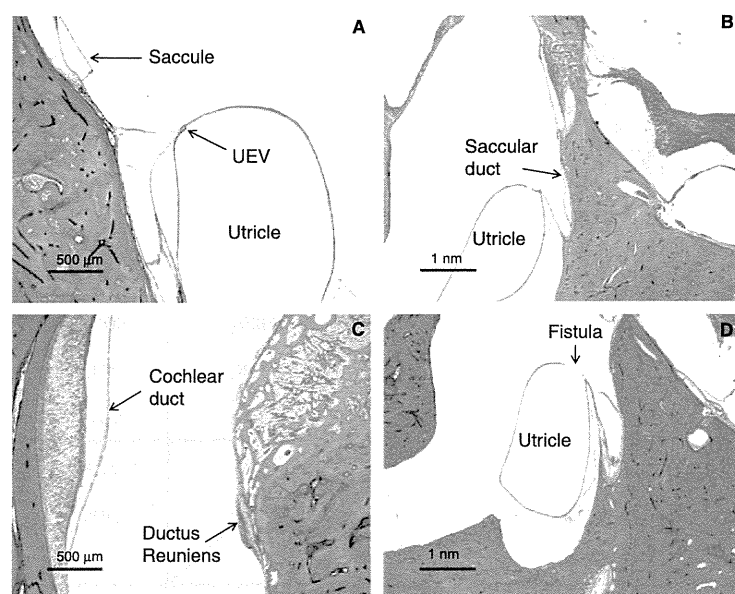 A
Saccule
UEV
Utricle
500 µm
B
Saccular
duct
Utricle
1 nm
C
Cochlear
duct
Ductus
Reuniens
500 µm
D
Fistula
Utricle
1 nm